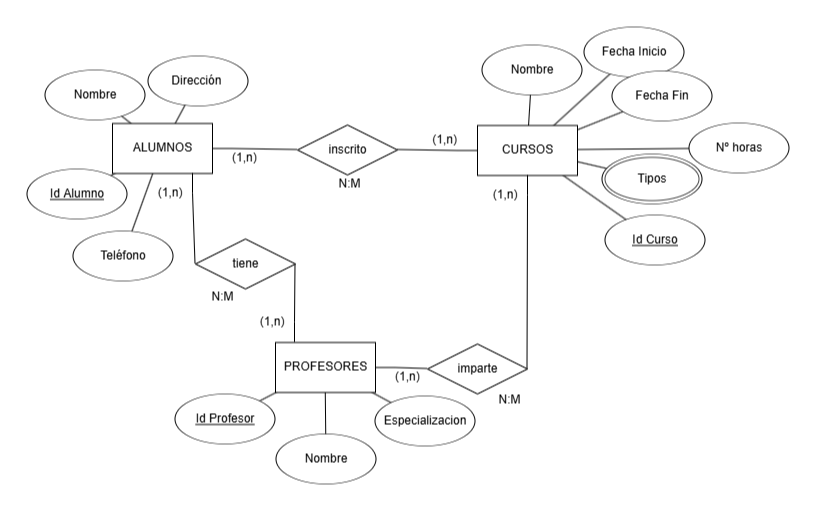 Fecha Inicio
Nombre
Dirección
Nombre
Fecha Fin
ALUMNOS
(1,n)
inscrito
N:M
(1,n)
CURSOS
Nº horas
Tipos
Id Alumno
(1,n)
(1,n)
Id Curso
Teléfono
tiene
N:M
(1,n)
PROFESORES
(1,n)
imparte
N:M
Id Profesor
Especializacion
Nombre